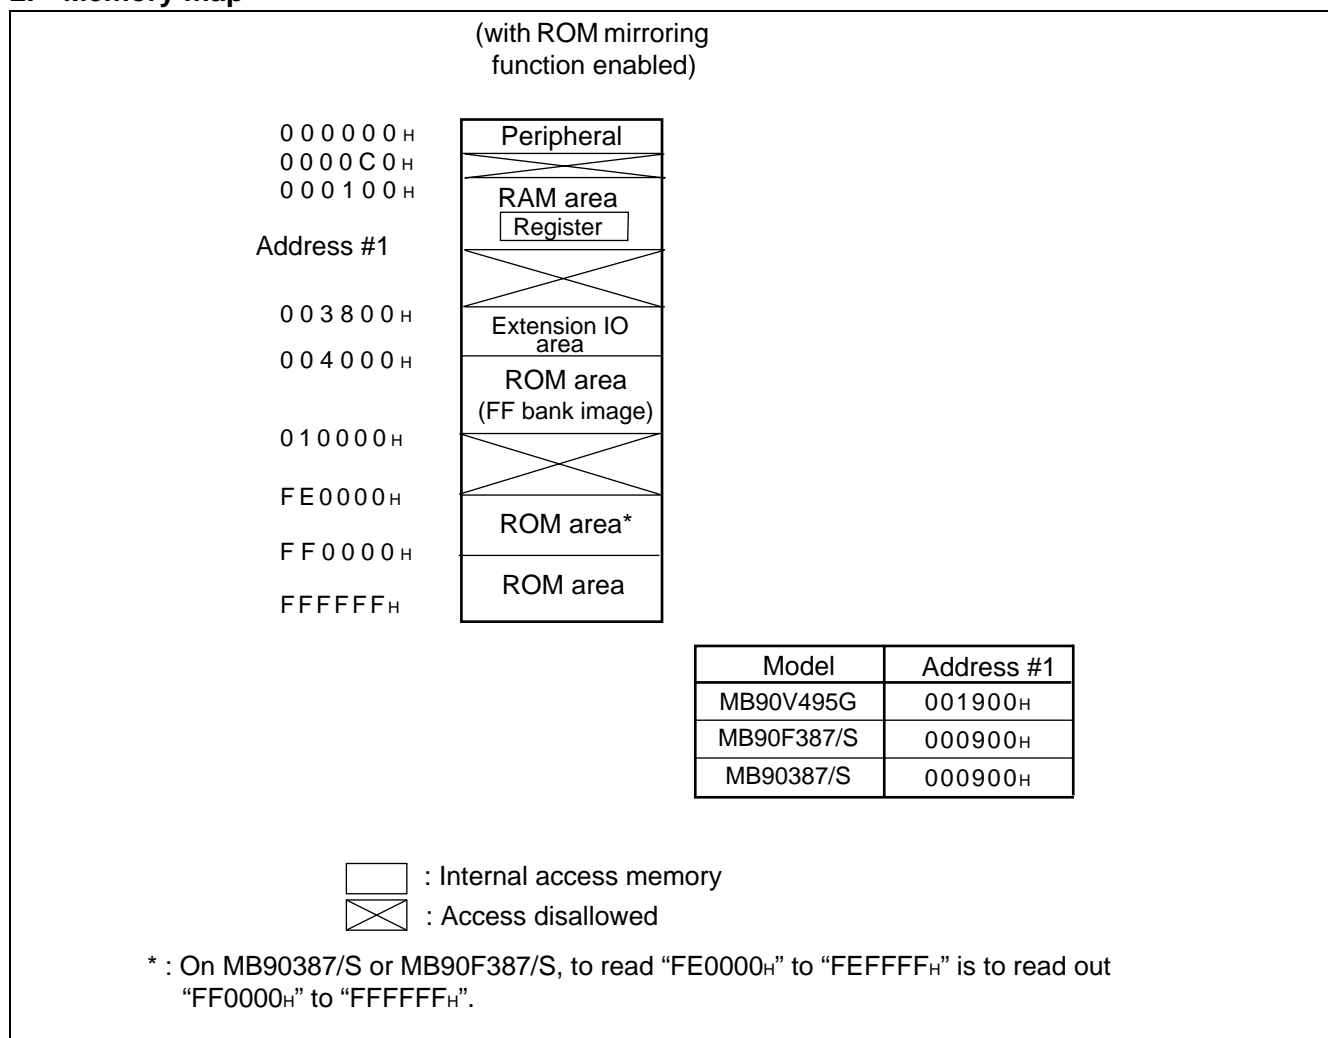 (with ROM mirroring
function enabled)
000000H Peripheral
0000C0H
000100H
RAM area
Register
Address #1
003800H
Extension IO
area
004000H
ROM area
(FF bank image)
010000H
FE0000H
ROM area*
FF0000H
ROM area
FFFFFFH
Model Address #1
MB90V495G 001900H
MB90F387/S 000900H
MB90387/S 000900H
: Internal access memory
: Access disallowed
* : On MB90387/S or MB90F387/S, to read “FE0000H” to “FEFFFFH” is to read out
“FF0000H” to “FFFFFFH”.